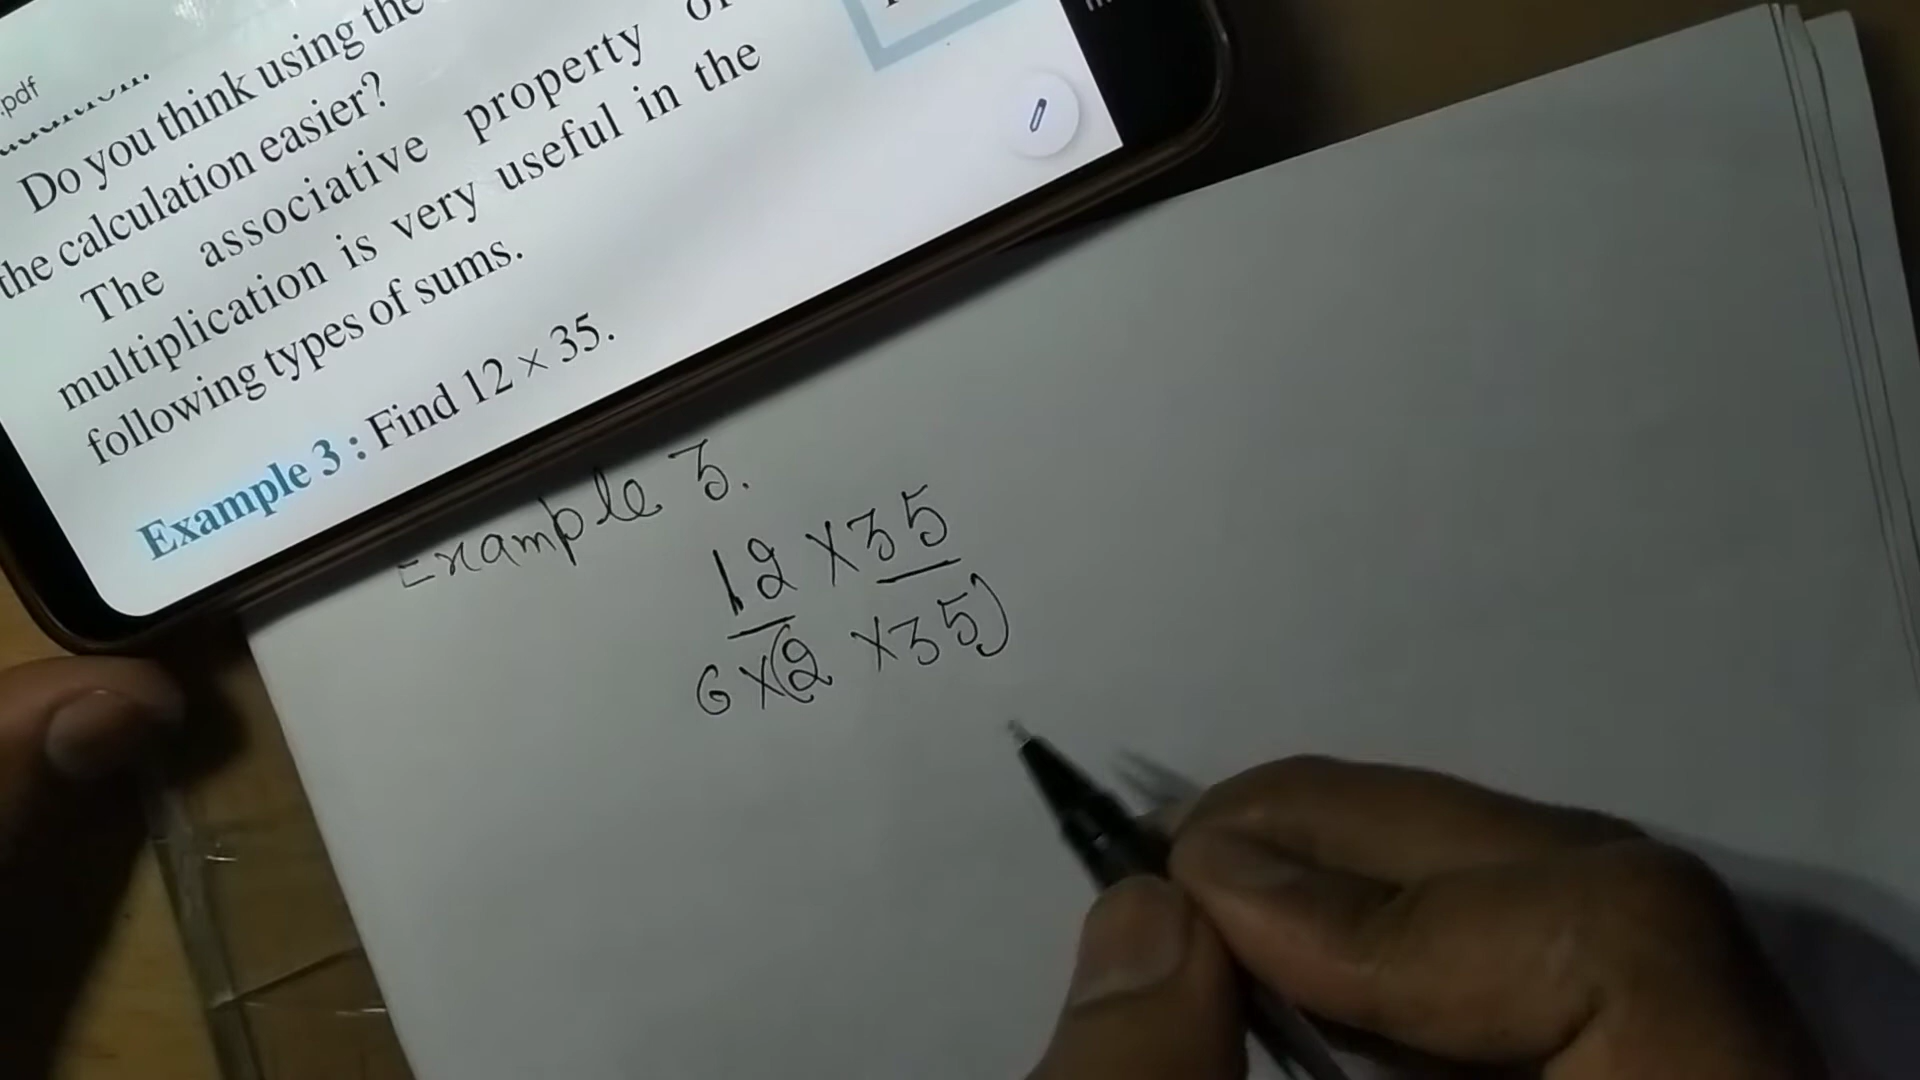 .pdf
Do you think using the
the calculation easier?
The associative property of
multiplication is very useful in the
following types of sums.
Example 3 : Find 12 × 35.
Example 3.
12 × 35
6 × (2 × 35)